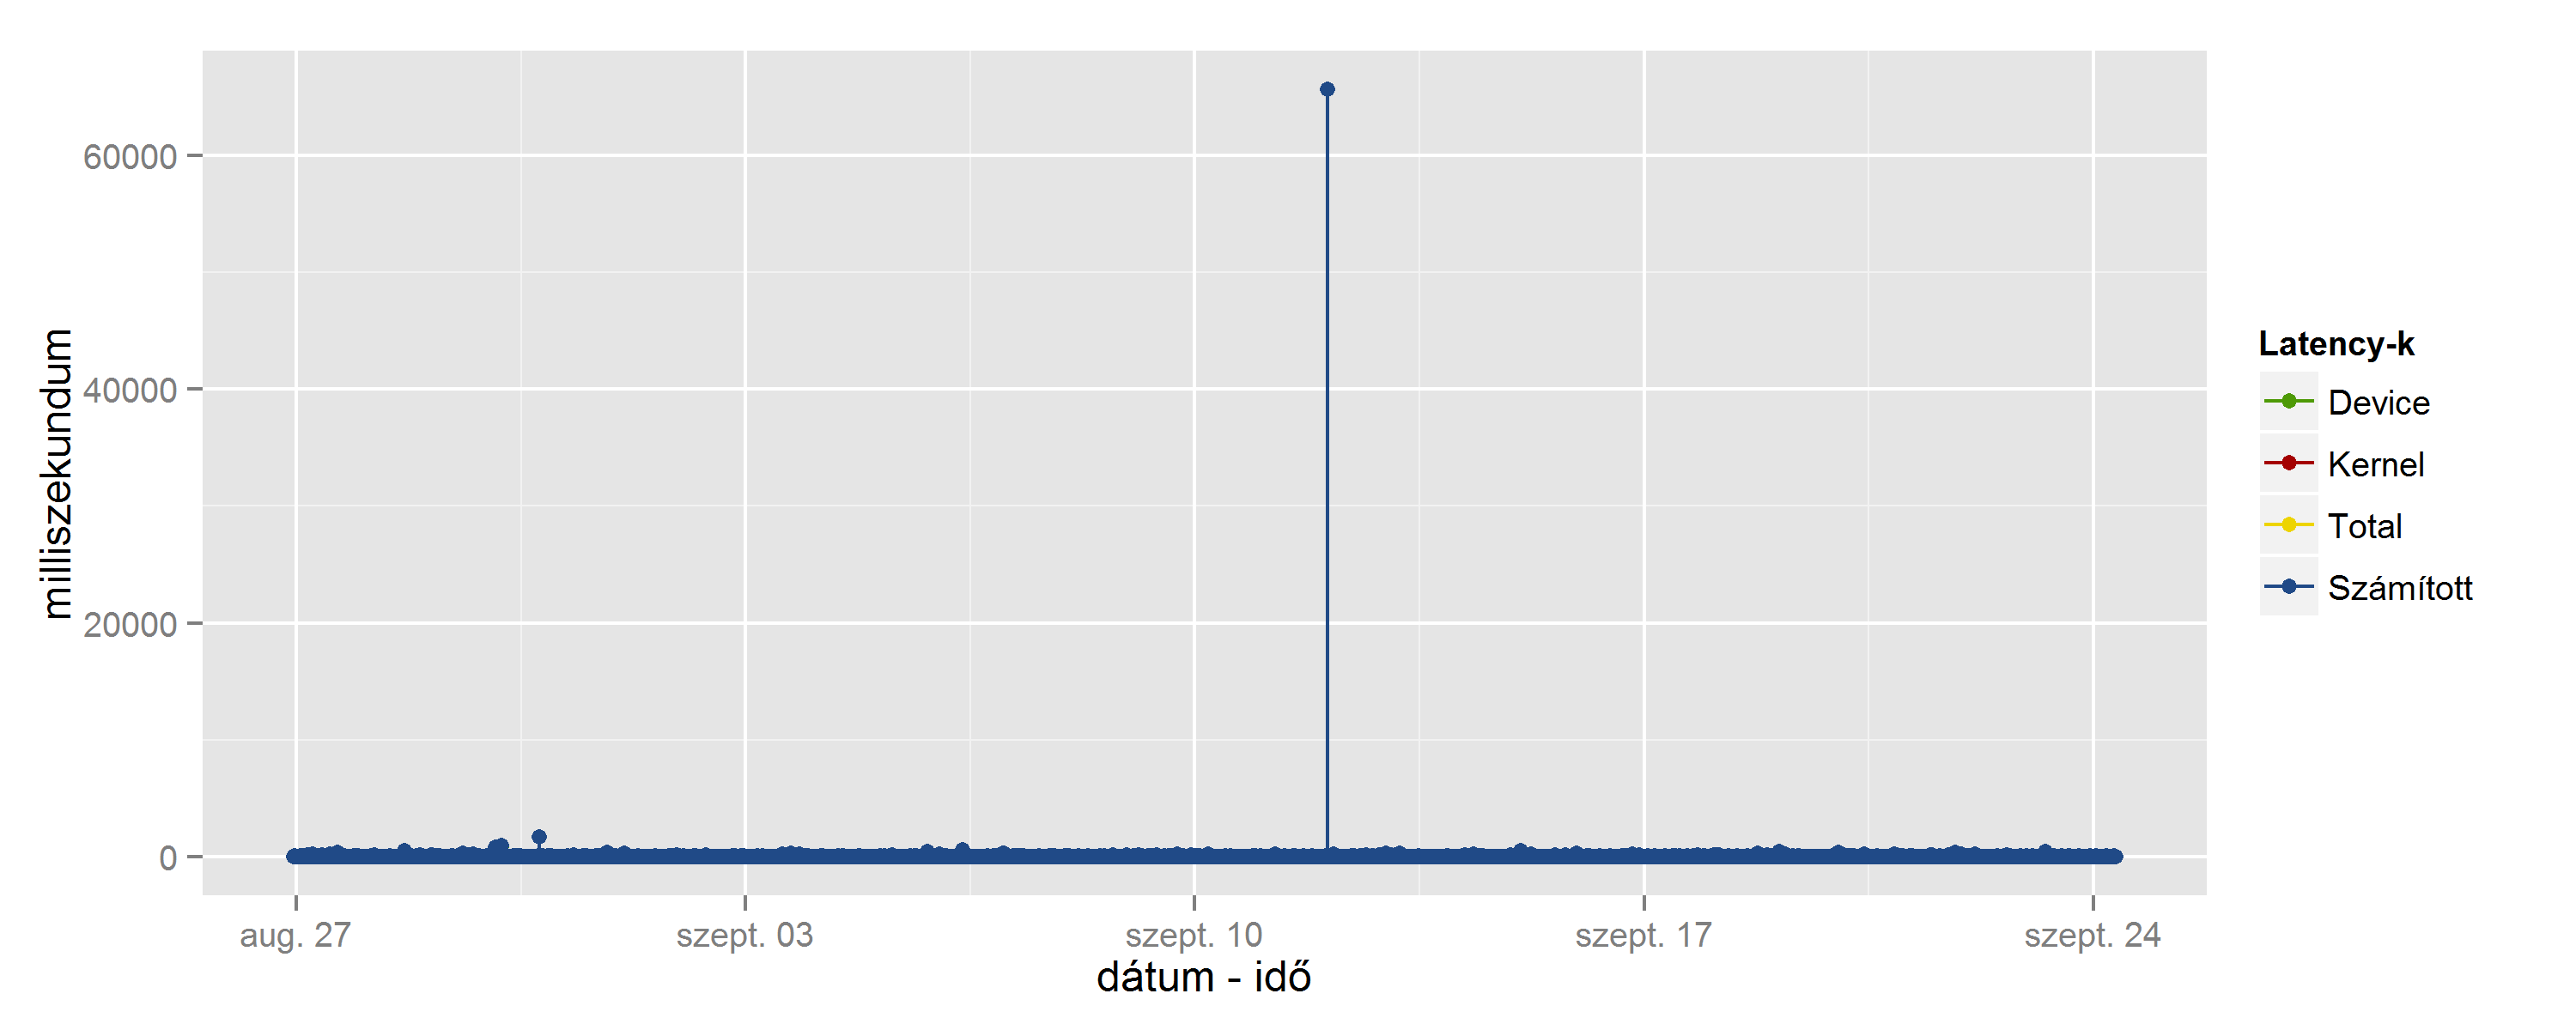 milliszekundum
60000
40000
20000
0
aug. 27
szept. 03
szept. 10
szept. 17
szept. 24
dátum - idő
Latency-k
Device
Kernel
Total
Számított